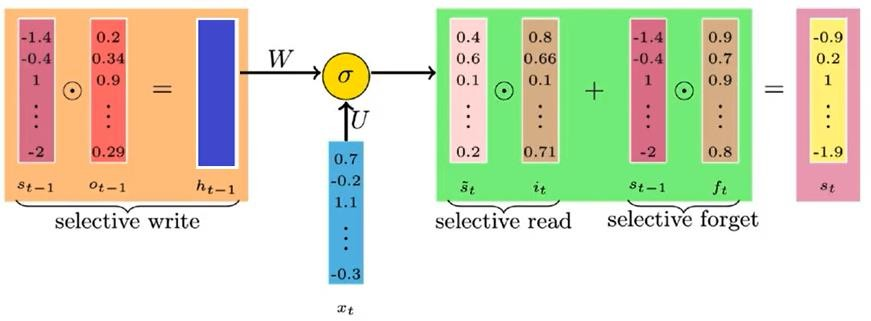 -1.4 0.2 0.4 0.8 -1.4 0.9 -0.9
-0.4 0.34 W 0.6 0.66 -0.4 0.7 0.2
1 ⊙ 0.9 = σ 0.1 ⊙ 0.1 + 1 ⊙ 0.9 = 1
⋮ ⋮ U ⋮ ⋮ ⋮ ⋮ ⋮
-2 0.29 0.2 0.71 -2 0.8 -1.9
s_{t-1} o_{t-1} h_{t-1} s̃_t i_t s_{t-1} f_t s_t
selective write selective read selective forget
0.7
-0.2
1.1
⋮
-0.3
x_t